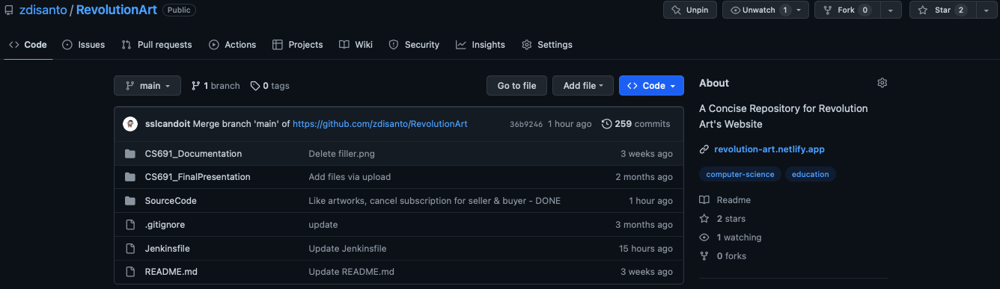 zdisanto / RevolutionArt Public Unpin Unwatch 1 Fork 0 Star 2
Code Issues Pull requests Actions Projects Wiki Security Insights Settings
main 1 branch 0 tags Go to file Add file Code
sslcandoit Merge branch 'main' of https://github.com/zdisanto/RevolutionArt 36b9246 1 hour ago 259 commits
CS691_Documentation Delete filler.png 3 weeks ago
CS691_FinalPresentation Add files via upload 2 months ago
SourceCode Like artworks, cancel subscription for seller & buyer - DONE 1 hour ago
.gitignore update 3 months ago
Jenkinsfile Update Jenkinsfile 15 hours ago
README.md Update README.md 3 weeks ago
About
A Concise Repository for Revolution
Art's Website
revolution-art.netlify.app
computer-science education
Readme
2 stars
1 watching
0 forks